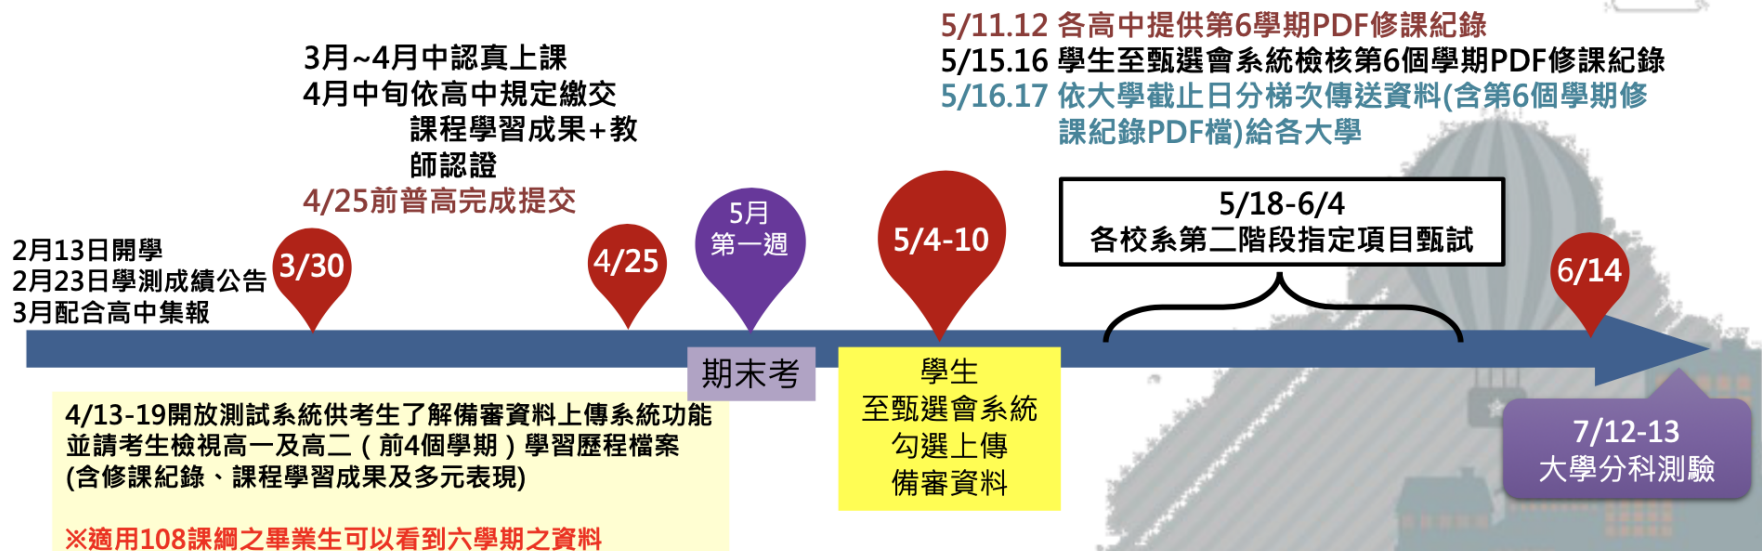 5/11.12 各高中提供第6學期PDF修課紀錄
5/15.16 學生至甄選會系統檢核第6個學期PDF修課紀錄
5/16.17 依大學截止日分梯次傳送資料(含第6個學期修
課紀錄PDF檔)給各大學
3月~4月中認真上課
4月中旬依高中規定繳交
課程學習成果+教
師認證
4/25前普高完成提交
2月13日開學
2月23日學測成績公告
3月配合高中集報
3/30
4/25
5月
第一週
5/4-10
5/18-6/4
各校系第二階段指定項目甄試
6/14
期末考
學生
至甄選會系統
勾選上傳
備審資料
4/13-19開放測試系統供考生了解備審資料上傳系統功能
並請考生檢視高一及高二（前4個學期）學習歷程檔案
(含修課紀錄、課程學習成果及多元表現)
※適用108課綱之畢業生可以看到六學期之資料
7/12-13
大學分科測驗